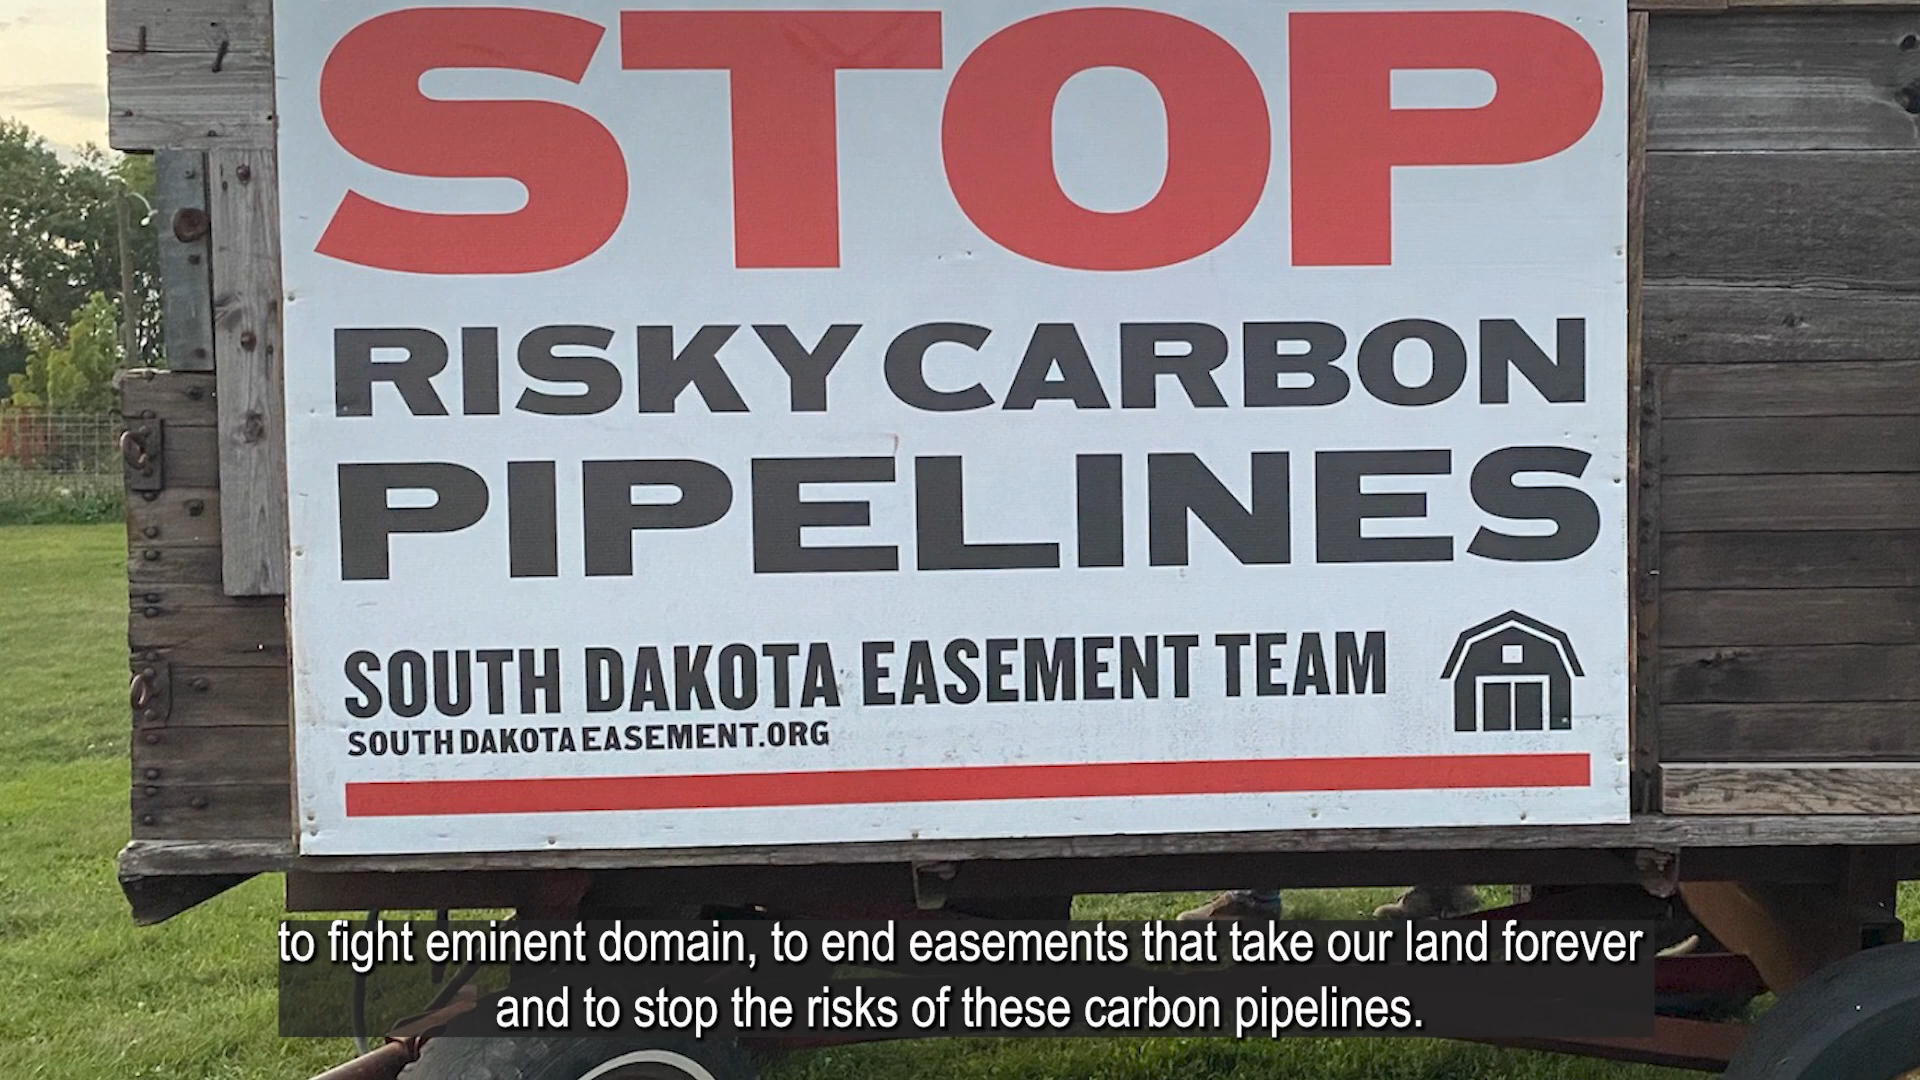 STOP
RISKY CARBON
PIPELINES
SOUTH DAKOTA EASEMENT TEAM
SOUTHDAKOTAEASEMENT.ORG
to fight eminent domain, to end easements that take our land forever
and to stop the risks of these carbon pipelines.